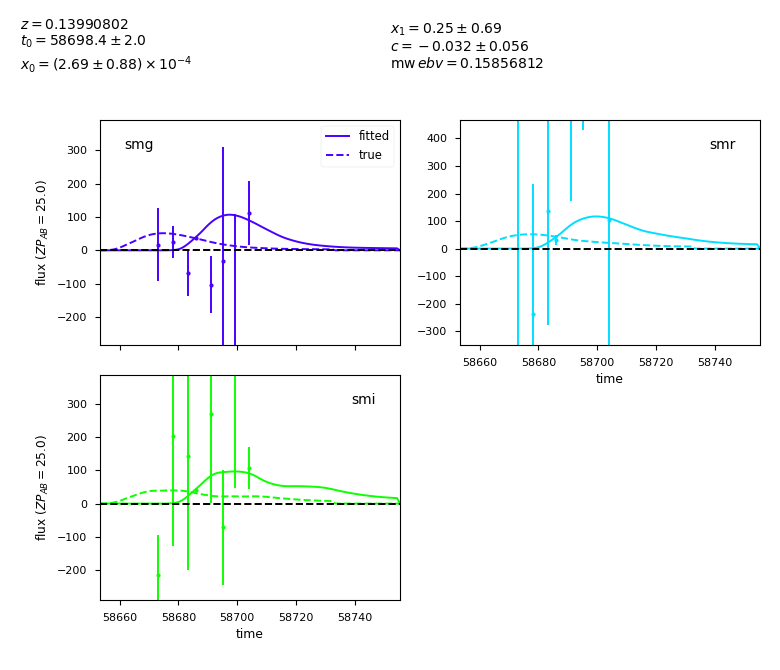 z = 0.13990802
t₀ = 58698.4 ± 2.0
x₀ = (2.69 ± 0.88) × 10⁻⁴
x₁ = 0.25 ± 0.69
c = −0.032 ± 0.056
mw ebv = 0.15856812
smg
fitted
true
300
200
100
0
−100
−200
flux (ZP_AB = 25.0)
smr
400
300
200
100
0
−100
−200
−300
58660 58680 58700 58720 58740
time
smi
300
200
100
0
−100
−200
flux (ZP_AB = 25.0)
58660 58680 58700 58720 58740
time